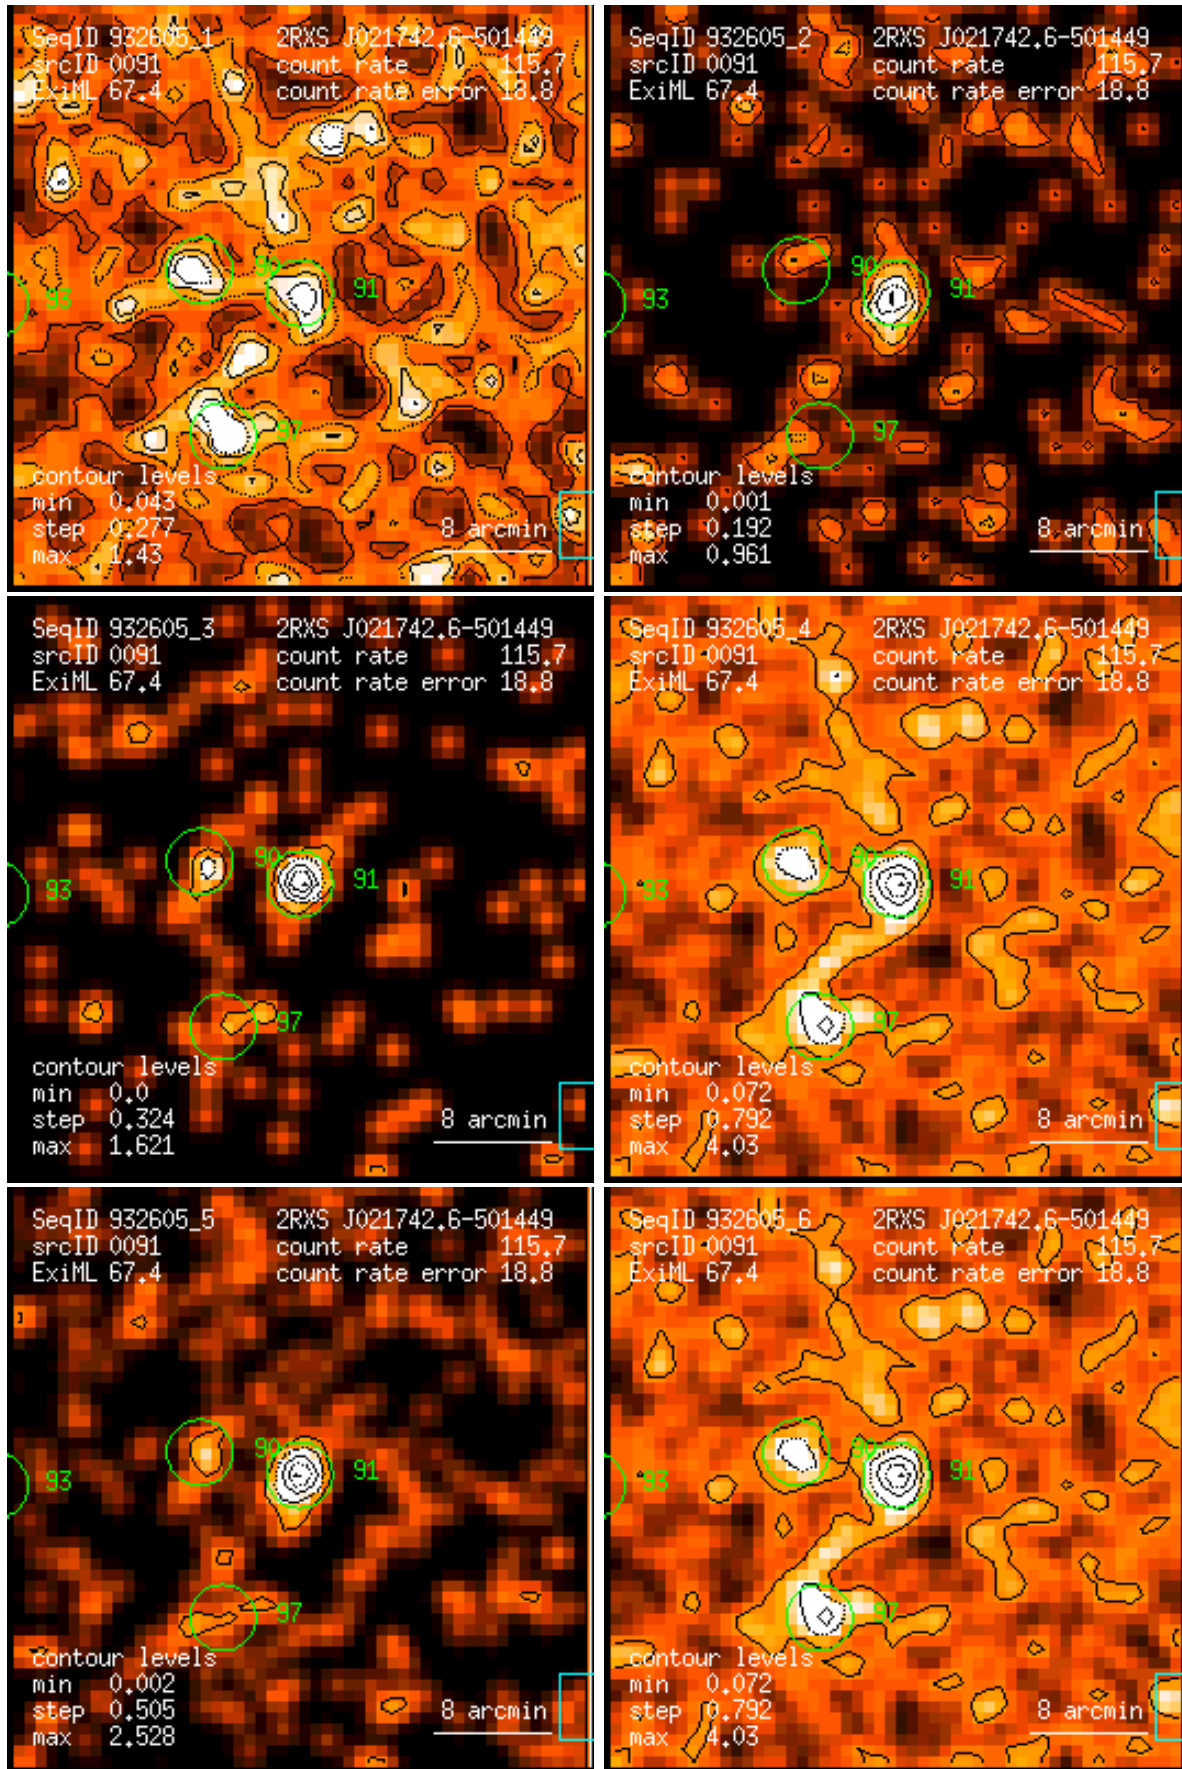 SeqID 932605_1 2RXS J021742.6-501449
srcID 0091 count rate 115.7
ExiML 67.4 count rate error 18.8
90
93
91
97
contour levels
min 0.043
step 0.277
max 1.43
8 arcmin
SeqID 932605_2 2RXS J021742.6-501449
srcID 0091 count rate 115.7
ExiML 67.4 count rate error 18.8
90
93
91
97
contour levels
min 0.001
step 0.192
max 0.961
8 arcmin
SeqID 932605_3 2RXS J021742.6-501449
srcID 0091 count rate 115.7
ExiML 67.4 count rate error 18.8
90
93
91
97
contour levels
min 0.0
step 0.324
max 1.621
8 arcmin
SeqID 932605_4 2RXS J021742.6-501449
srcID 0091 count rate 115.7
ExiML 67.4 count rate error 18.8
90
93
91
97
contour levels
min 0.072
step 0.792
max 4.03
8 arcmin
SeqID 932605_5 2RXS J021742.6-501449
srcID 0091 count rate 115.7
ExiML 67.4 count rate error 18.8
90
93
91
97
contour levels
min 0.002
step 0.505
max 2.528
8 arcmin
SeqID 932605_6 2RXS J021742.6-501449
srcID 0091 count rate 115.7
ExiML 67.4 count rate error 18.8
90
93
91
97
contour levels
min 0.072
step 0.792
max 4.03
8 arcmin